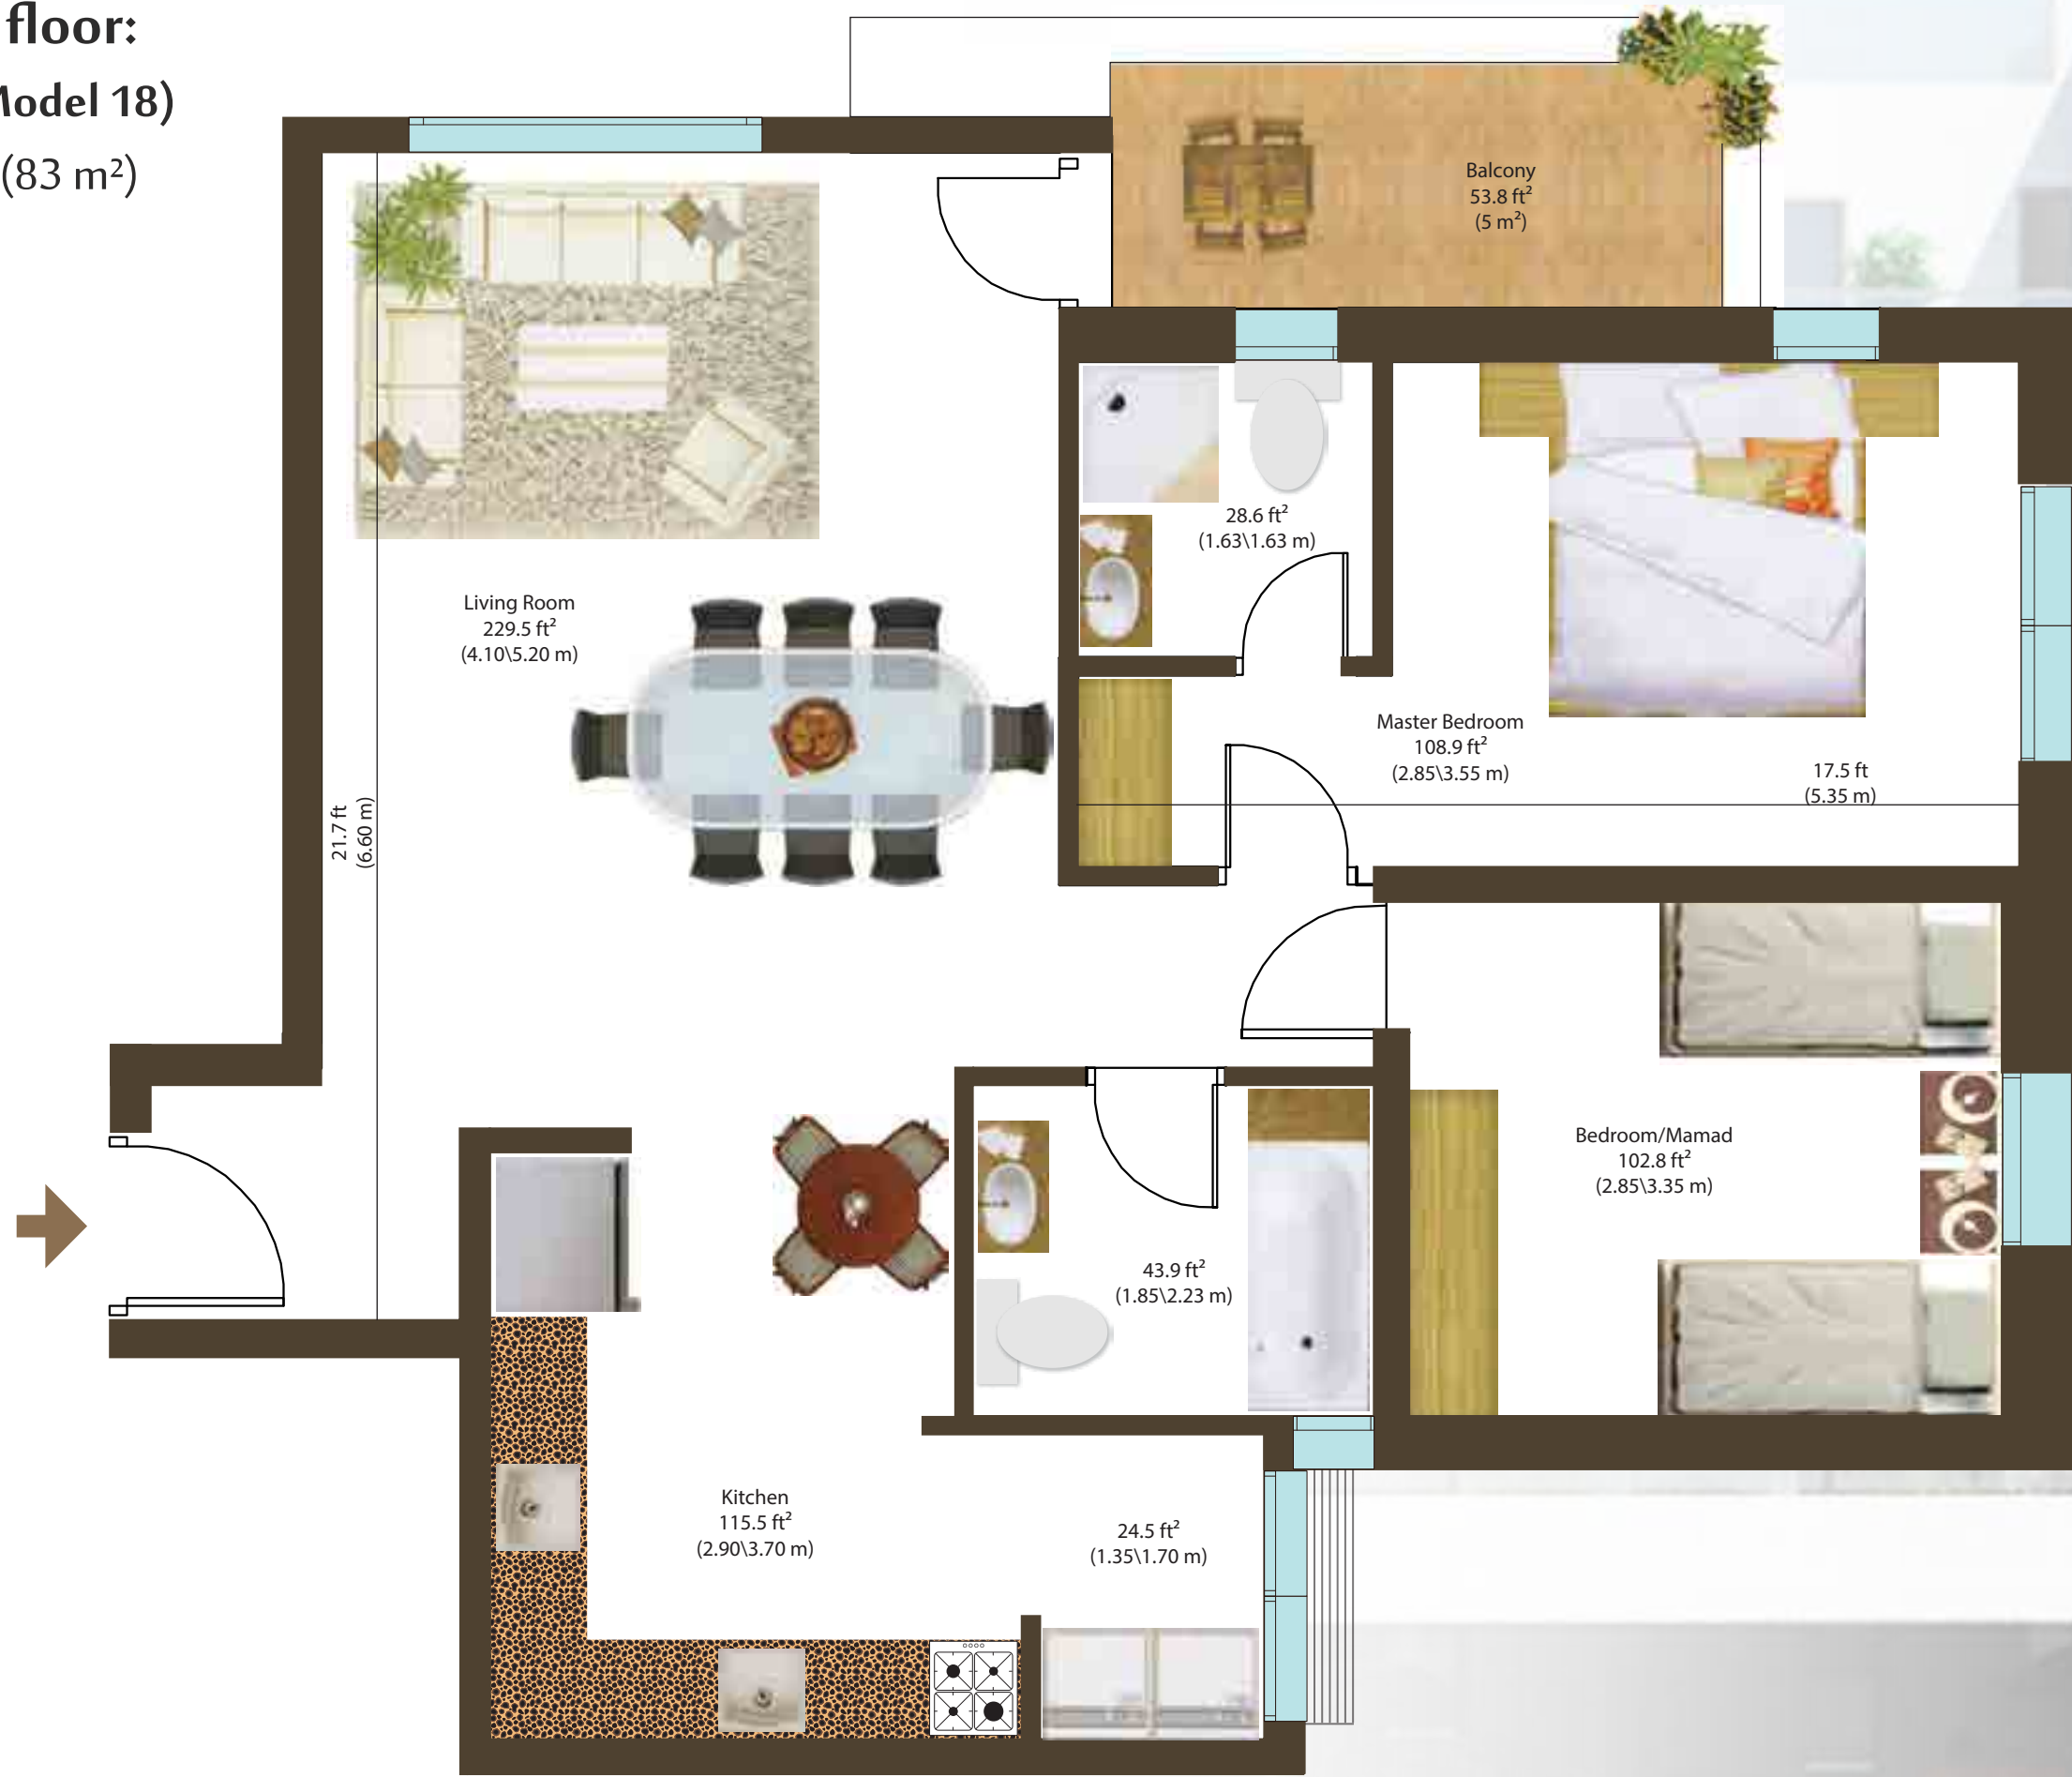 floor:
Model 18)
(83 m²)
Balcony
53.8 ft²
(5 m²)
28.6 ft²
(1.63\1.63 m)
Living Room
229.5 ft²
(4.10\5.20 m)
Master Bedroom
108.9 ft²
(2.85\3.55 m)
17.5 ft
(5.35 m)
21.7 ft
(6.60 m)
Bedroom/Mamad
102.8 ft²
(2.85\3.35 m)
43.9 ft²
(1.85\2.23 m)
Kitchen
115.5 ft²
(2.90\3.70 m)
24.5 ft²
(1.35\1.70 m)